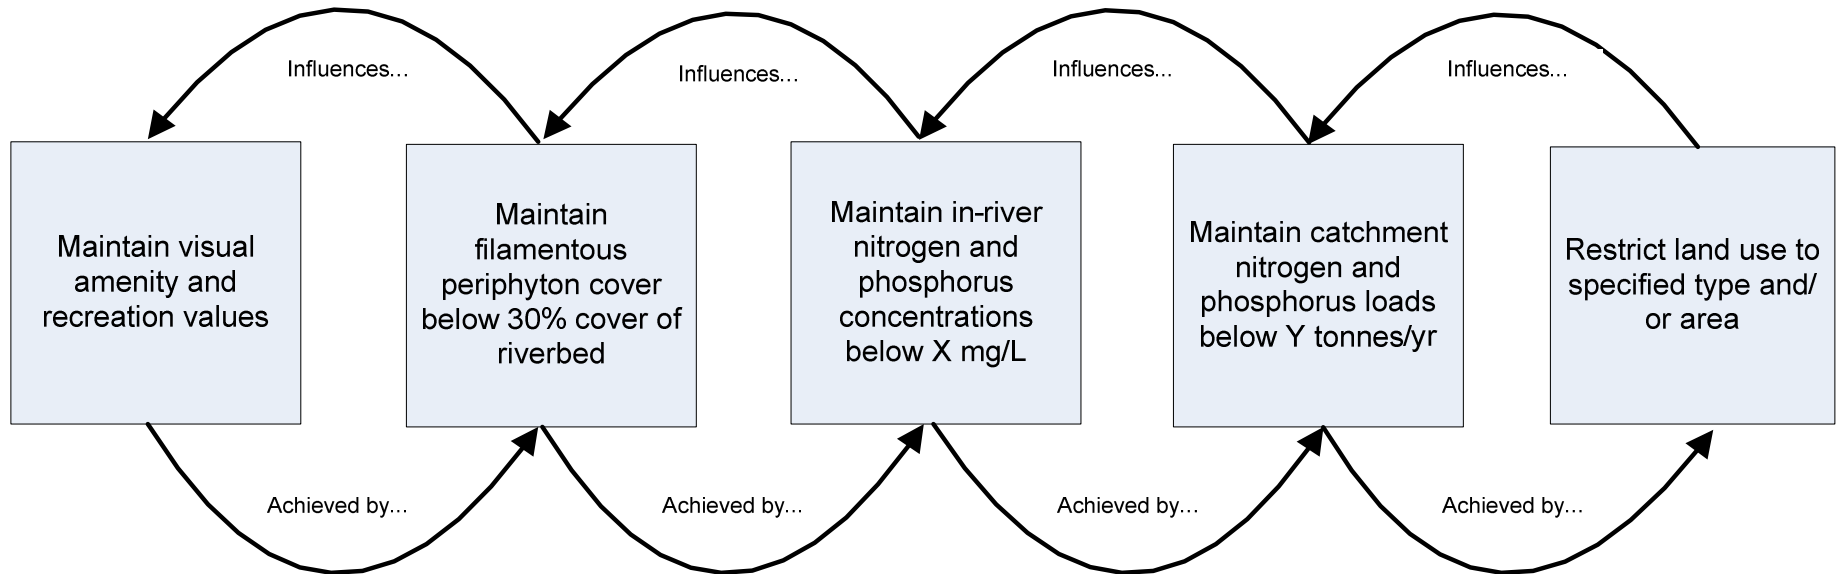 Influences...
Influences...
Influences...
Influences...
Maintain visual
amenity and
recreation values
Maintain
filamentous
periphyton cover
below 30% cover of
riverbed
Maintain in-river
nitrogen and
phosphorus
concentrations
below X mg/L
Maintain catchment
nitrogen and
phosphorus loads
below Y tonnes/yr
Restrict land use to
specified type and/
or area
Achieved by...
Achieved by...
Achieved by...
Achieved by...